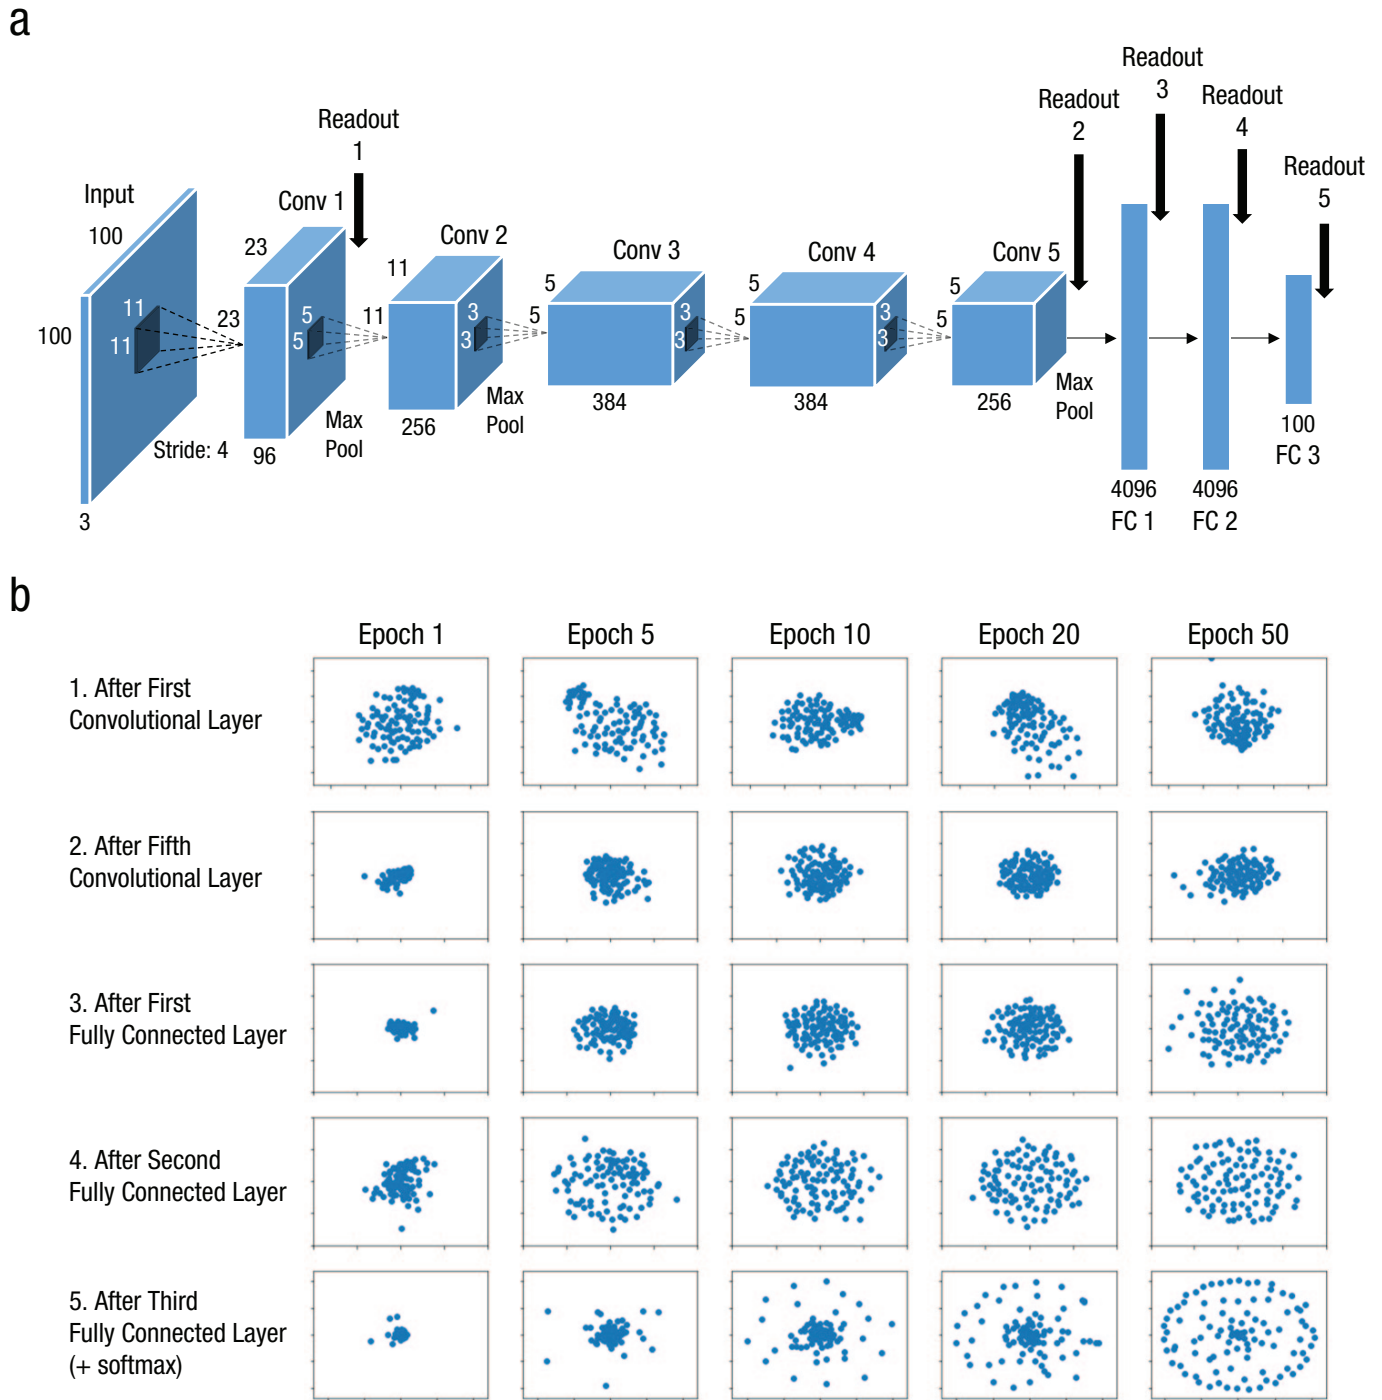 a
Readout
3
Readout
2
Readout
4
Readout
1
Readout
5
Input
100
100
11
11
3
Stride: 4
Conv 1
23
23
5
5
96
Max
Pool
Conv 2
11
11
3
3
256
Max
Pool
Conv 3
5
5
3
3
384
Conv 4
5
5
3
3
384
Conv 5
5
5
256
Max
Pool
4096
FC 1
4096
FC 2
100
FC 3
b
Epoch 1
Epoch 5
Epoch 10
Epoch 20
Epoch 50
1. After First
Convolutional Layer
2. After Fifth
Convolutional Layer
3. After First
Fully Connected Layer
4. After Second
Fully Connected Layer
5. After Third
Fully Connected Layer
(+ softmax)